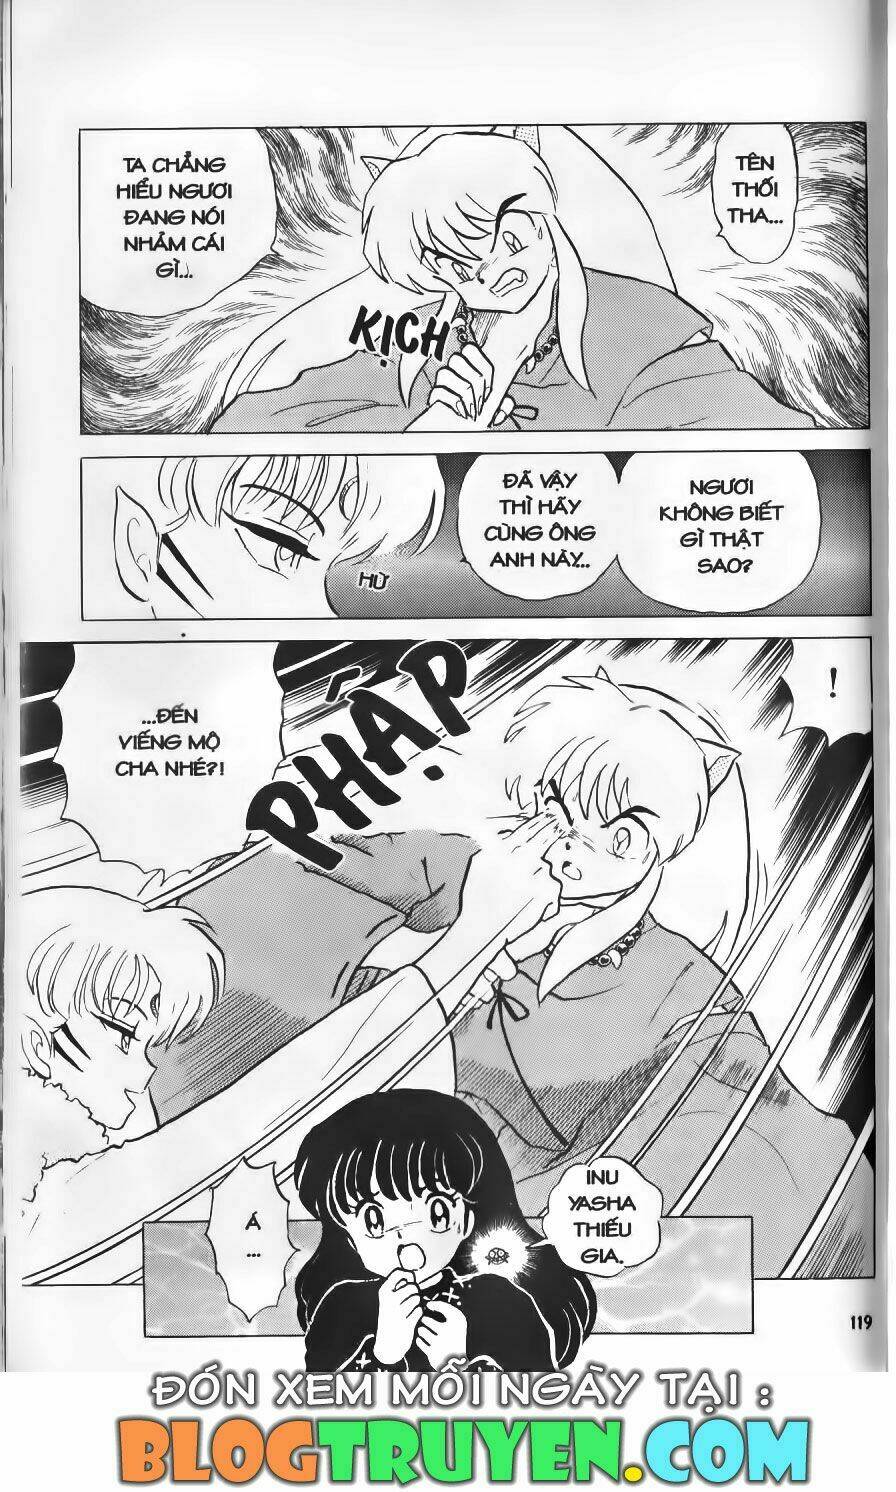 TÊN
THỐI
THA...
TA CHẲNG
HIỂU NGƯƠI
ĐANG NÓI
NHẢM CÁI
GÌ...
KỊCH
NGƯƠI
KHÔNG BIẾT
GÌ THẬT
SAO?
ĐÃ VẬY
THÌ HÃY
CÙNG ÔNG
ANH NÀY...
HỪ
!
...ĐẾN
VIẾNG MỘ
CHA NHÉ?!
PHẬP
INU
YASHA
THIẾU
GIA.
Á
...
119
ĐÓN XEM MỖI NGÀY TẠI :
BLOGTRUYEN.COM